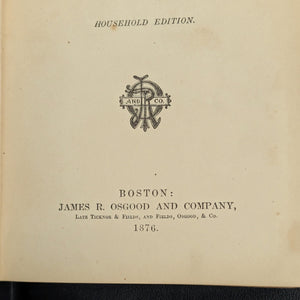 HOUSEHOLD EDITION.
AND CO.
BOSTON:
JAMES R. OSGOOD AND COMPANY,
LATE TICKNOR & FIELDS, AND FIELDS, OSGOOD, & CO.
1876.